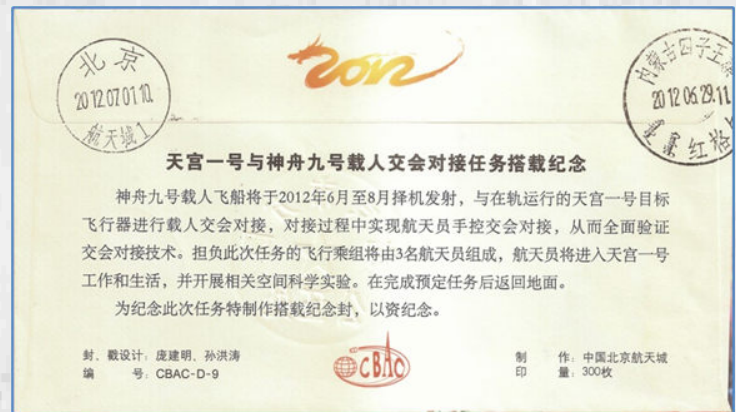 2012
北京
2012.07.01.10
航天城1
内蒙古四子王
2012.06.29.11
红格
天宫一号与神舟九号载人交会对接任务搭载纪念
神舟九号载人飞船将于2012年6月至8月择机发射，与在轨运行的天宫一号目标
飞行器进行载人交会对接，对接过程中实现航天员手控交会对接，从而全面验证
交会对接技术。担负此次任务的飞行乘组将由3名航天员组成，航天员将进入天宫一号
工作和生活，并开展相关空间科学实验。在完成预定任务后返回地面。
为纪念此次任务特制作搭载纪念封，以资纪念。
封、戳设计：庞建明、孙洪涛
编 号：CBAC-D-9
CBAC
制 作：中国北京航天城
印 量：300枚